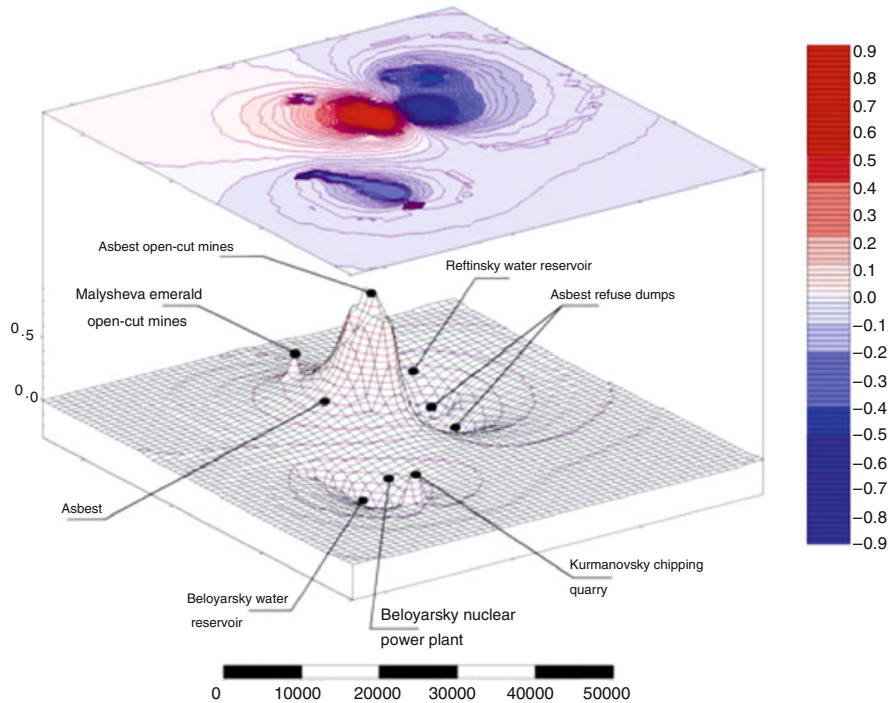 0.9
0.8
0.7
0.6
0.5
0.4
0.3
0.2
0.1
0.0
−0.1
−0.2
−0.3
−0.4
−0.5
−0.6
−0.7
−0.8
−0.9
Asbest open-cut mines
Reftinsky water reservoir
Malysheva emerald
open-cut mines
Asbest refuse dumps
0.5
0.0
Asbest
Kurmanovsky chipping
quarry
Beloyarsky water
reservoir
Beloyarsky nuclear
power plant
0 10000 20000 30000 40000 50000